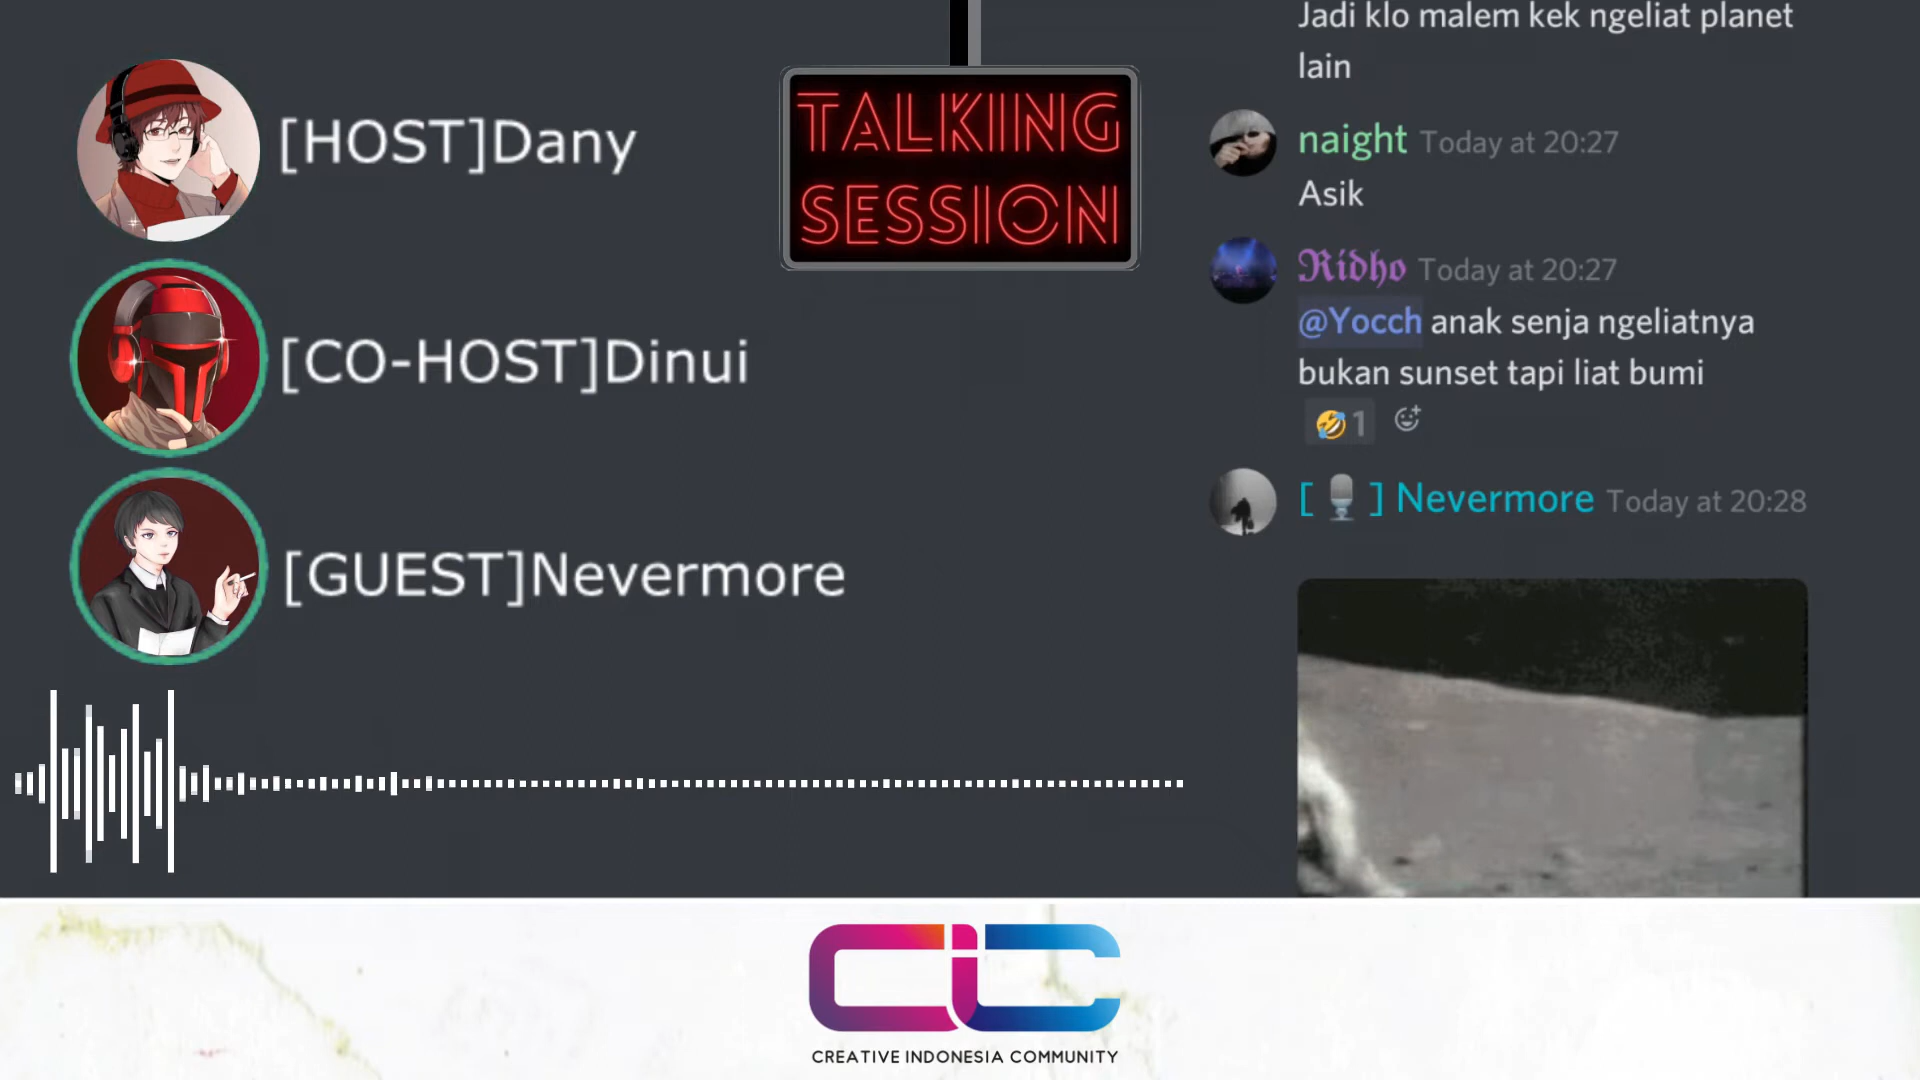 [HOST]Dany
[CO-HOST]Dinui
[GUEST]Nevermore
TALKING
SESSION
Jadi klo malem kek ngeliat planet
lain
naight Today at 20:27
Asik
Ridho Today at 20:27
@Yocch anak senja ngeliatnya
bukan sunset tapi liat bumi
1
[ ] Nevermore Today at 20:28
CiC
CREATIVE INDONESIA COMMUNITY